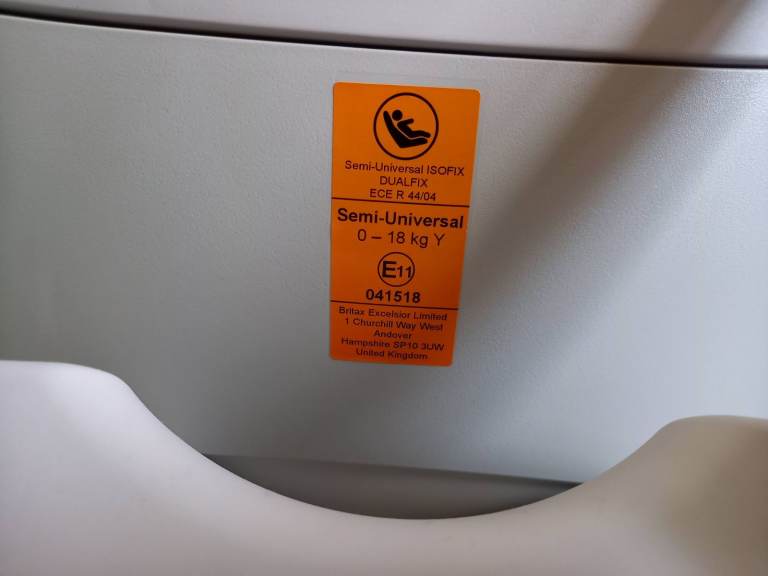 Semi-Universal ISOFIX
DUALFIX
ECE R 44/04
Semi-Universal
0 – 18 kg Y
E11
041518
Britax Excelsior Limited
1 Churchill Way West
Andover
Hampshire SP10 3UW
United Kingdom